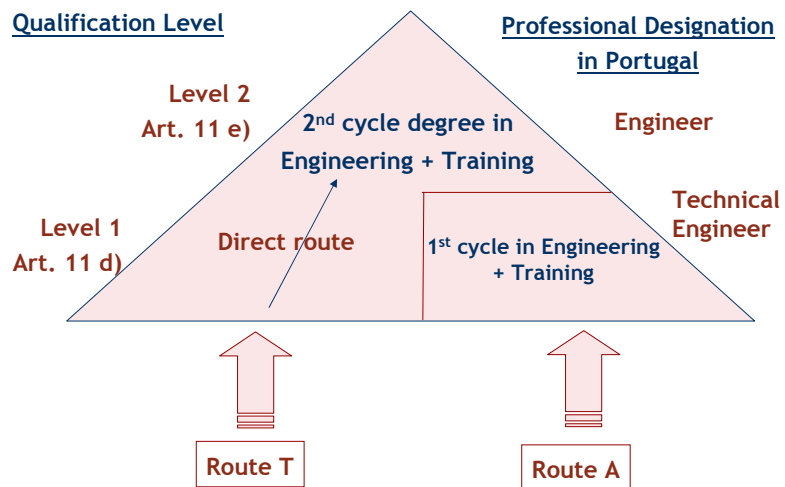 Qualification Level
Professional Designation
in Portugal
Level 2
Art. 11 e)
2nd cycle degree in
Engineering + Training
Engineer
Level 1
Art. 11 d)
Direct route
1st cycle in Engineering
+ Training
Technical
Engineer
Route T
Route A